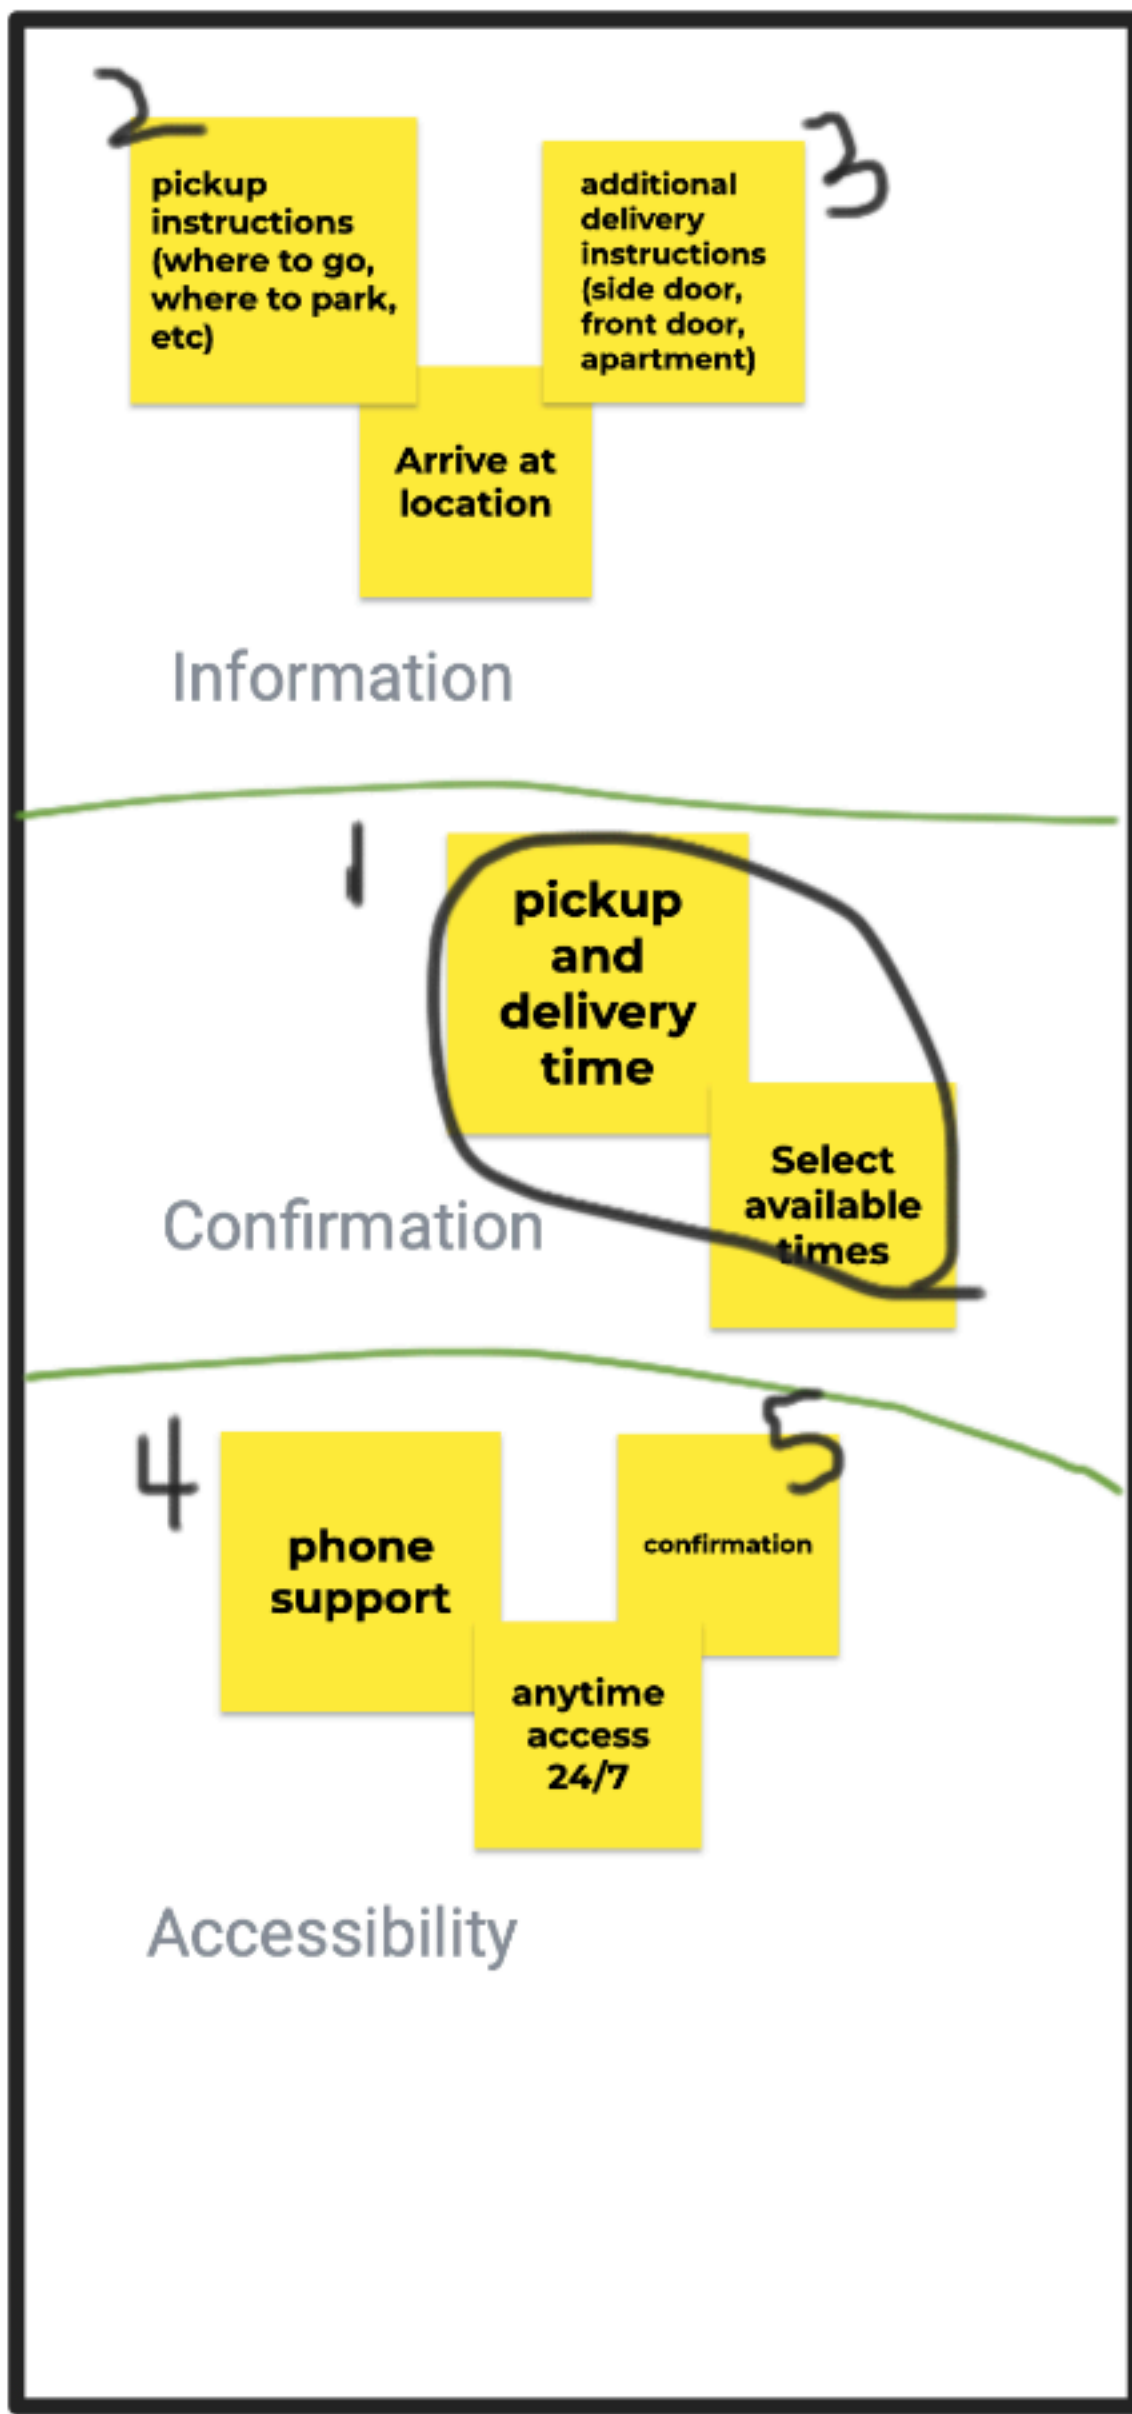 2
pickup
instructions
(where to go,
where to park,
etc)
3
additional
delivery
instructions
(side door,
front door,
apartment)
Arrive at
location
Information
1
pickup
and
delivery
time
Select
available
times
Confirmation
4
phone
support
5
confirmation
anytime
access
24/7
Accessibility